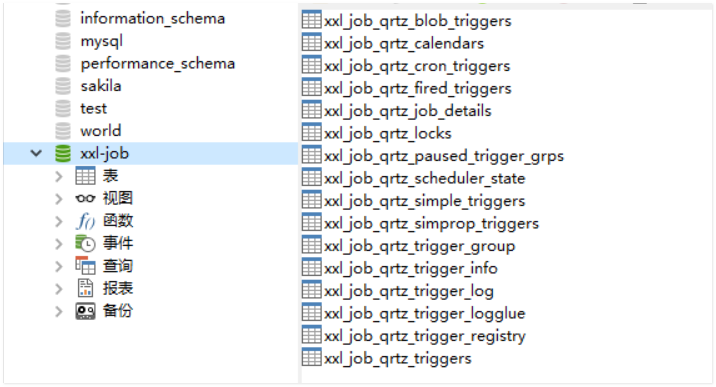 information_schema
mysql
performance_schema
sakila
test
world
xxl-job
表
视图
f()
函数
事件
查询
报表
备份
xxl_job_qrtz_blob_triggers
xxl_job_qrtz_calendars
xxl_job_qrtz_cron_triggers
xxl_job_qrtz_fired_triggers
xxl_job_qrtz_job_details
xxl_job_qrtz_locks
xxl_job_qrtz_paused_trigger_grps
xxl_job_qrtz_scheduler_state
xxl_job_qrtz_simple_triggers
xxl_job_qrtz_simprop_triggers
xxl_job_qrtz_trigger_group
xxl_job_qrtz_trigger_info
xxl_job_qrtz_trigger_log
xxl_job_qrtz_trigger_logglue
xxl_job_qrtz_trigger_registry
xxl_job_qrtz_triggers